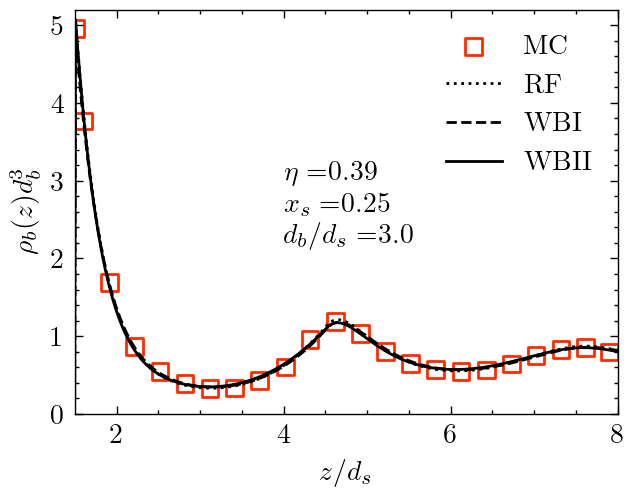 5
4
3
2
1
0
2
4
6
8
ρ_b(z)d_b^3
z/d_s
MC
RF
WBI
WBII
η =0.39
x_s =0.25
d_b/d_s =3.0